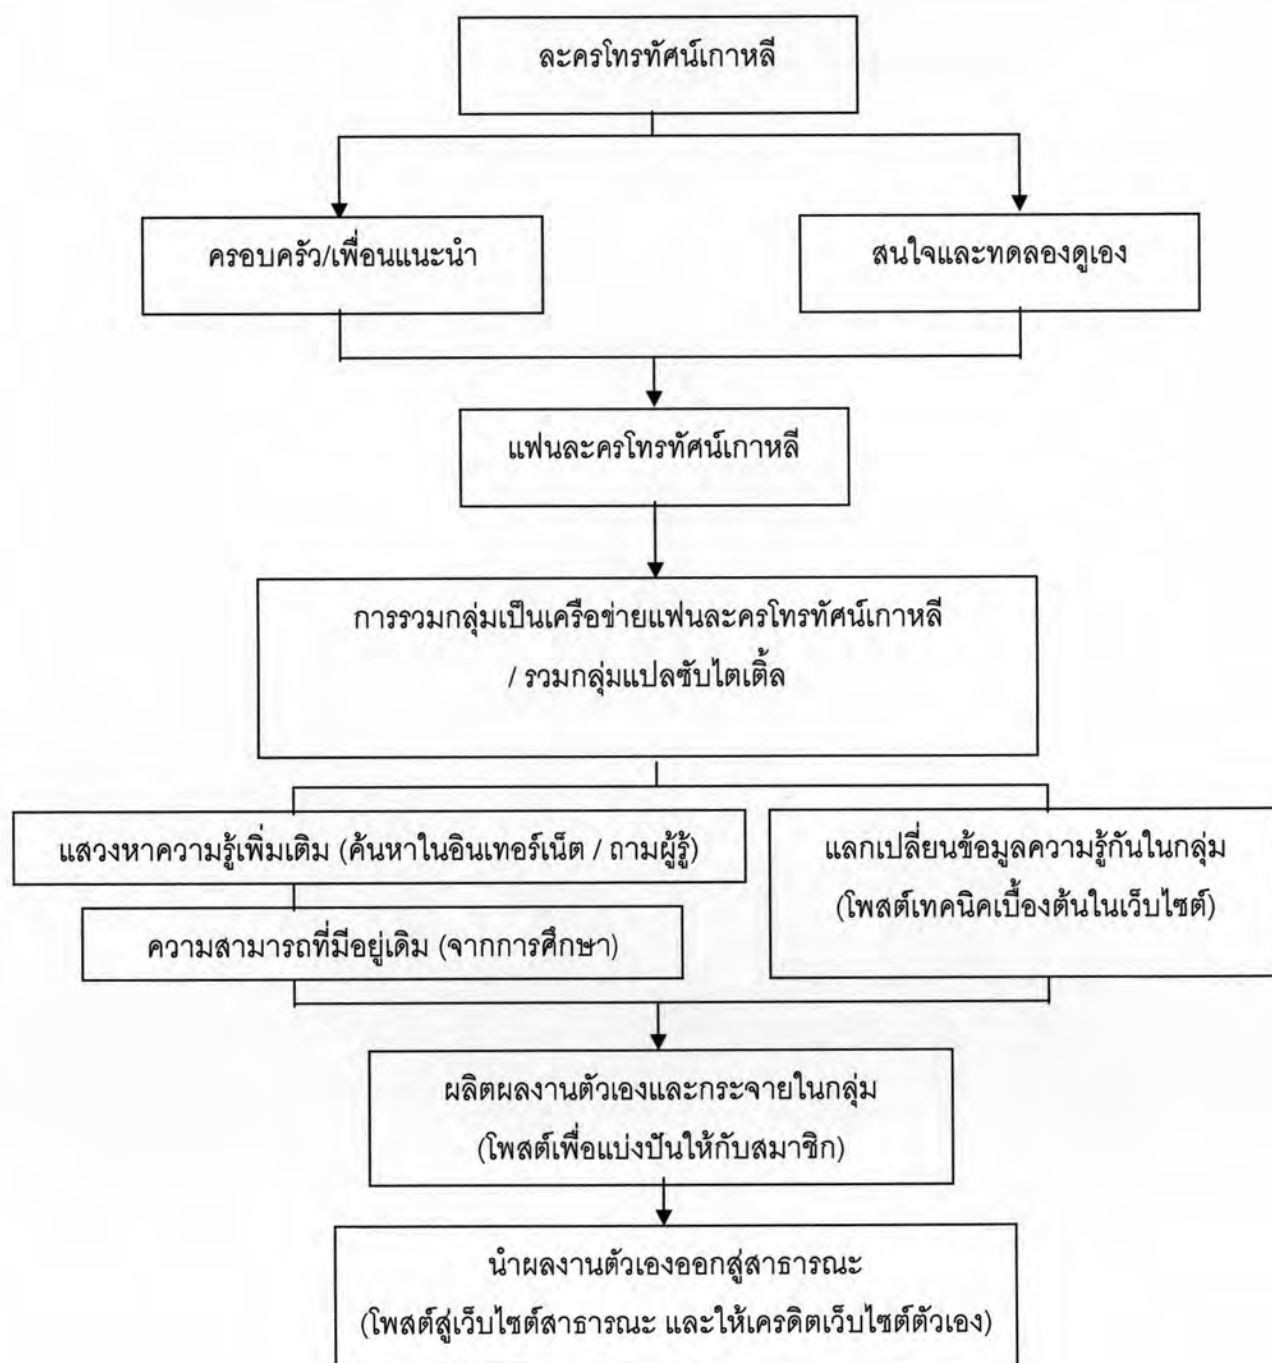 ละครโทรทัศน์เกาหลี
ครอบครัว/เพื่อนแนะนำ
สนใจและทดลองดูเอง
แฟนละครโทรทัศน์เกาหลี
การรวมกลุ่มเป็นเครือข่ายแฟนละครโทรทัศน์เกาหลี
/ รวมกลุ่มแปลซับไตเติ้ล
แสวงหาความรู้เพิ่มเติม (ค้นหาในอินเทอร์เน็ต / ถามผู้รู้)
ความสามารถที่มีอยู่เดิม (จากการศึกษา)
แลกเปลี่ยนข้อมูลความรู้กันในกลุ่ม
(โพสต์เทคนิคเบื้องต้นในเว็บไซต์)
ผลิตผลงานตัวเองและกระจายในกลุ่ม
(โพสต์เพื่อแบ่งปันให้กับสมาชิก)
นำผลงานตัวเองออกสู่สาธารณะ
(โพสต์สู่เว็บไซต์สาธารณะ และให้เครดิตเว็บไซต์ตัวเอง)